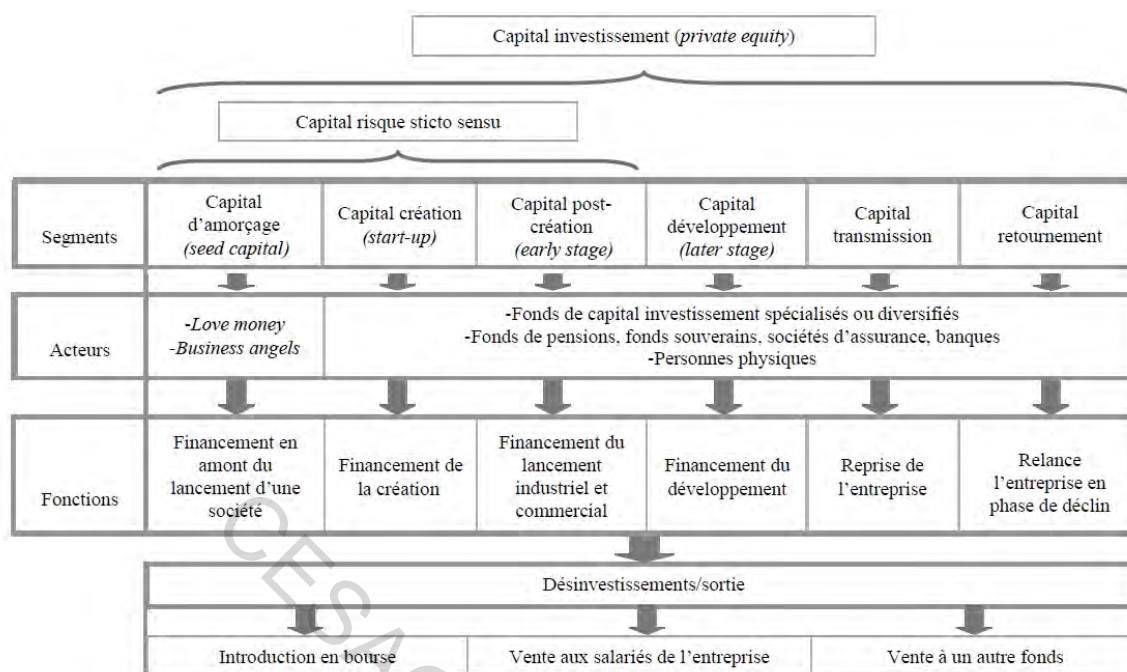 Capital investissement (private equity)
Capital risque sticto sensu
Segments
Capital
d'amorçage
(seed capital)
Capital création
(start-up)
Capital post-
création
(early stage)
Capital
développement
(later stage)
Capital
transmission
Capital
retournement
Acteurs
-Love money
-Business angels
-Fonds de capital investissement spécialisés ou diversifiés
-Fonds de pensions, fonds souverains, sociétés d'assurance, banques
-Personnes physiques
Fonctions
Financement en
amont du
lancement d'une
société
Financement de
la création
Financement du
lancement
industriel et
commercial
Financement du
développement
Reprise de
l'entreprise
Relance
l'entreprise en
phase de déclin
Désinvestissements/sortie
Introduction en bourse
Vente aux salariés de l'entreprise
Vente à un autre fonds